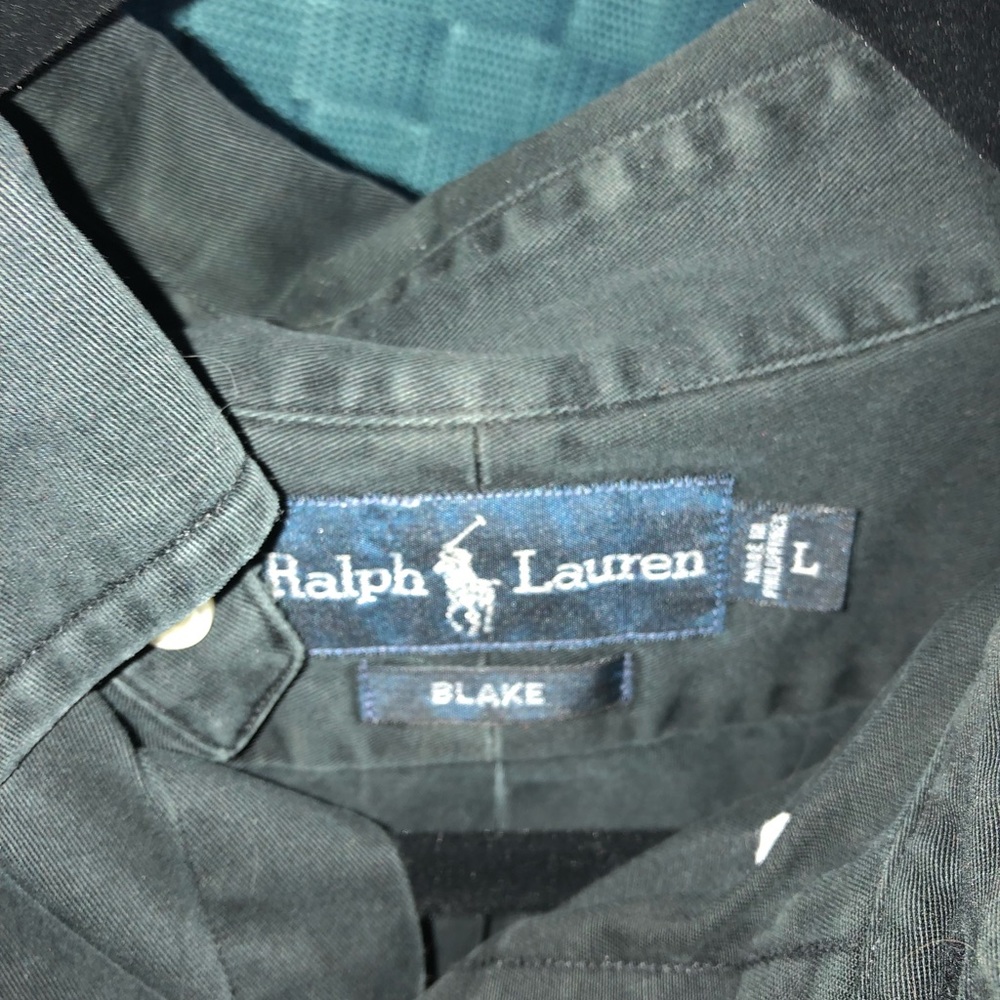 Ralph Lauren
MADE IN
PHILIPPINES
L
BLAKE